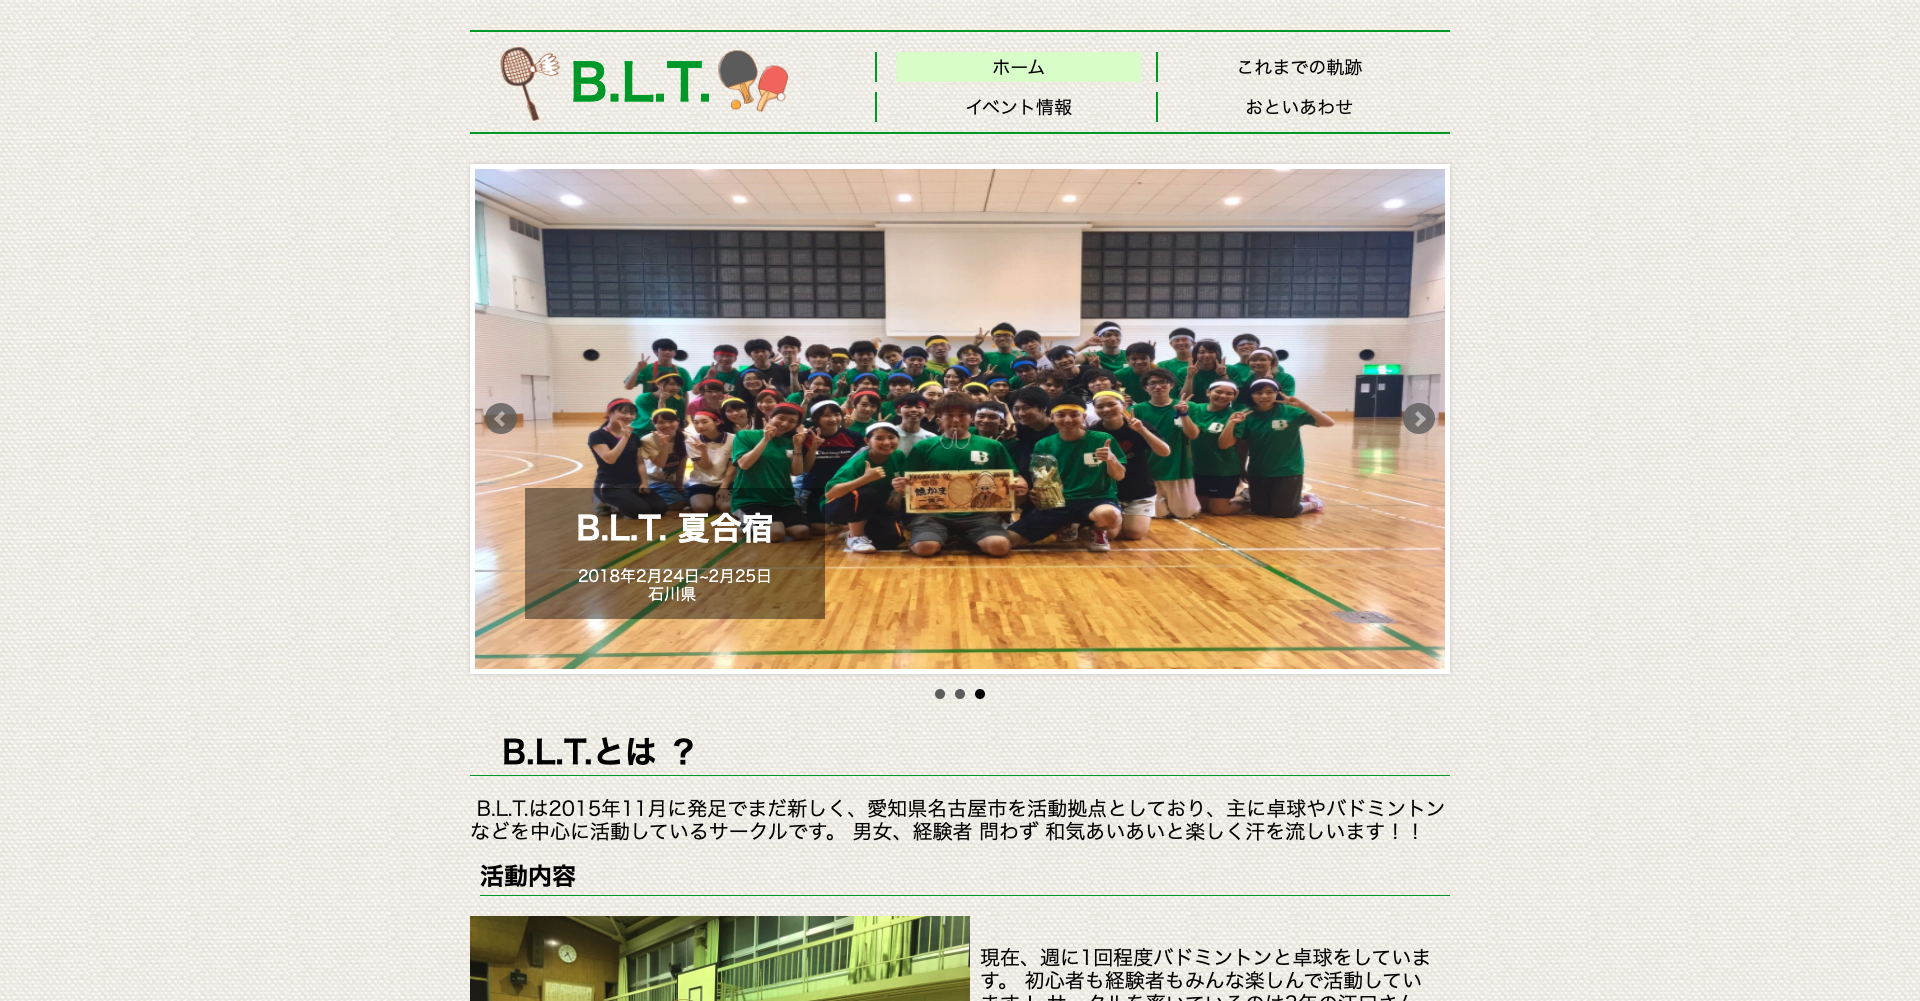 B.L.T.
ホーム
これまでの軌跡
イベント情報
おといあわせ
B.L.T. 夏合宿
2018年2月24日~2月25日
石川県
B.L.T.とは ？
B.L.T.は2015年11月に発足でまだ新しく、愛知県名古屋市を活動拠点としており、主に卓球やバドミントン
などを中心に活動しているサークルです。 男女、経験者 問わず 和気あいあいと楽しく汗を流しいます！！
活動内容
現在、週に1回程度バドミントンと卓球をしていま
す。 初心者も経験者もみんな楽しんで活動してい